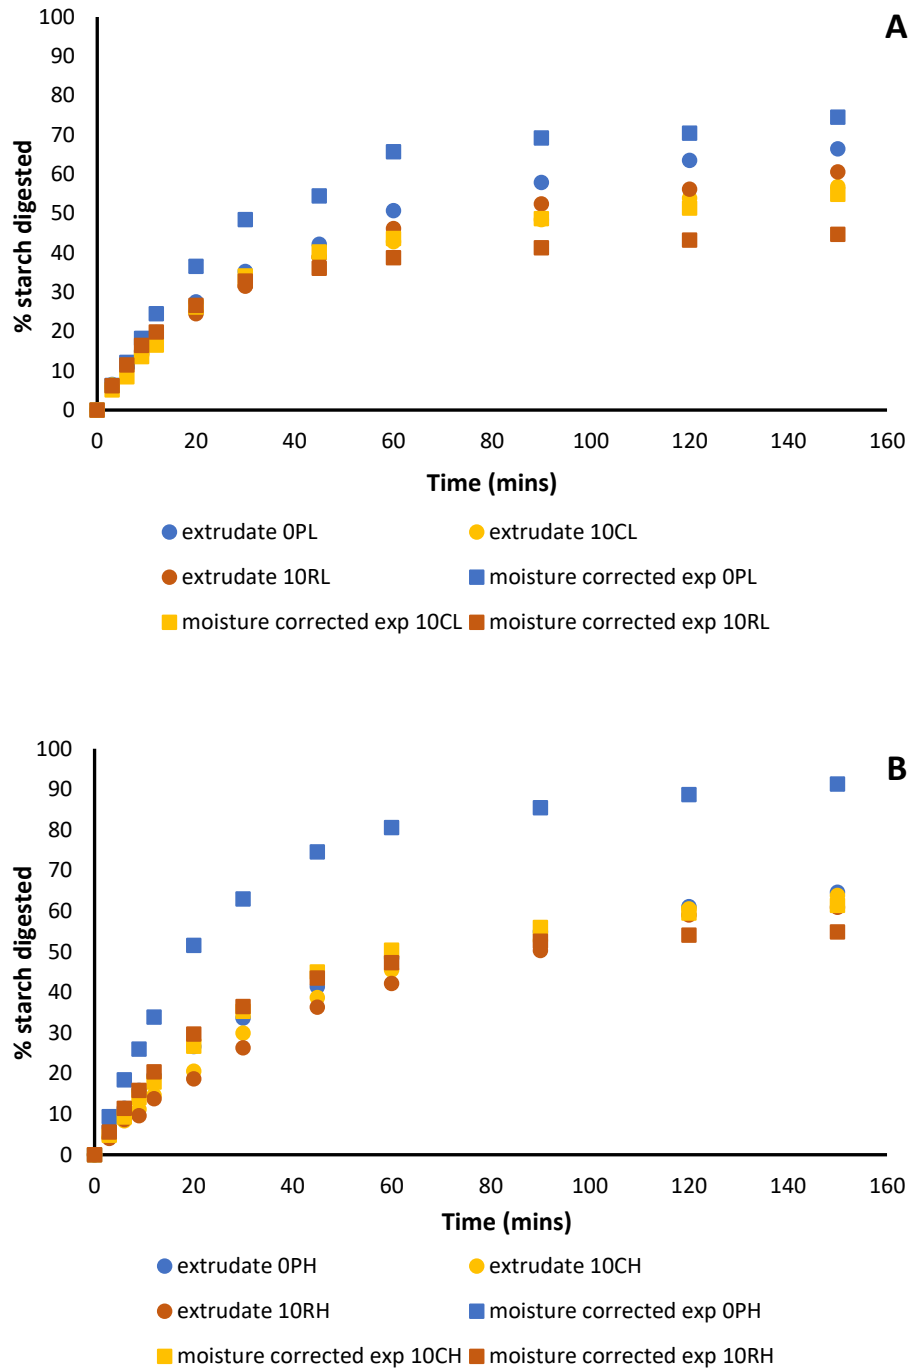 A
100
90
80
70
60
50
40
30
20
10
0
% starch digested
0 20 40 60 80 100 120 140 160
Time (mins)
extrudate 0PL extrudate 10CL
extrudate 10RL moisture corrected exp 0PL
moisture corrected exp 10CL moisture corrected exp 10RL
B
100
90
80
70
60
50
40
30
20
10
0
% starch digested
0 20 40 60 80 100 120 140 160
Time (mins)
extrudate 0PH extrudate 10CH
extrudate 10RH moisture corrected exp 0PH
moisture corrected exp 10CH moisture corrected exp 10RH